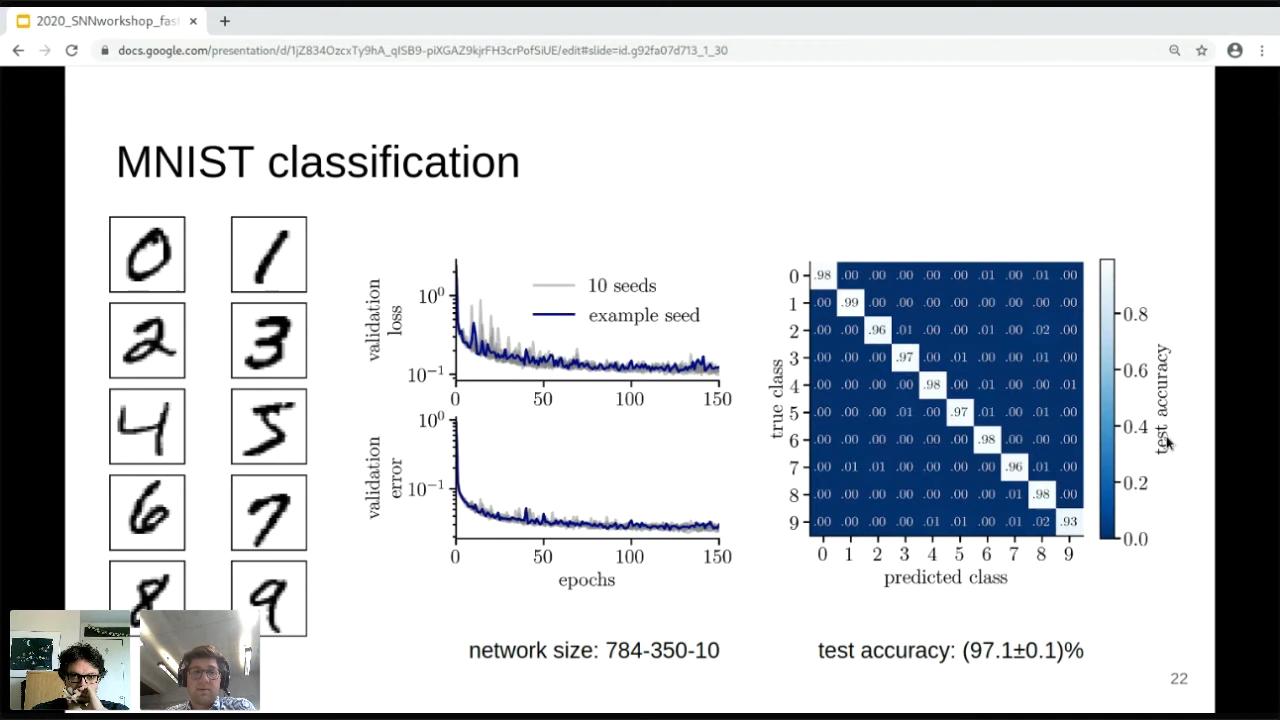 2020_SNNworkshop_fas
docs.google.com/presentation/d/1jZ834OzcxTy9hA_qISB9-piXGAZ9kjrFH3crPofSiUE/edit#slide=id.g92fa07d713_1_30
MNIST classification
0 1
2 3
4 5
6 7
8 9
validation loss
10⁰
10⁻¹
10 seeds
example seed
0 50 100 150
validation error
10⁰
10⁻¹
0 50 100 150
epochs
true class
0 .98 .00 .00 .00 .00 .00 .01 .00 .01 .00
1 .00 .99 .00 .00 .00 .00 .00 .00 .00 .00
2 .00 .00 .96 .01 .00 .00 .01 .00 .02 .00
3 .00 .00 .00 .97 .00 .01 .00 .00 .01 .00
4 .00 .00 .00 .00 .98 .00 .01 .00 .00 .01
5 .00 .00 .00 .01 .00 .97 .01 .00 .01 .00
6 .00 .00 .00 .00 .00 .00 .98 .00 .00 .00
7 .00 .01 .01 .00 .00 .00 .00 .96 .01 .00
8 .00 .00 .00 .00 .00 .00 .00 .01 .98 .00
9 .00 .00 .00 .00 .01 .01 .00 .01 .02 .93
0 1 2 3 4 5 6 7 8 9
predicted class
0.8
0.6
0.4
0.2
0.0
test accuracy
network size: 784-350-10
test accuracy: (97.1±0.1)%
22